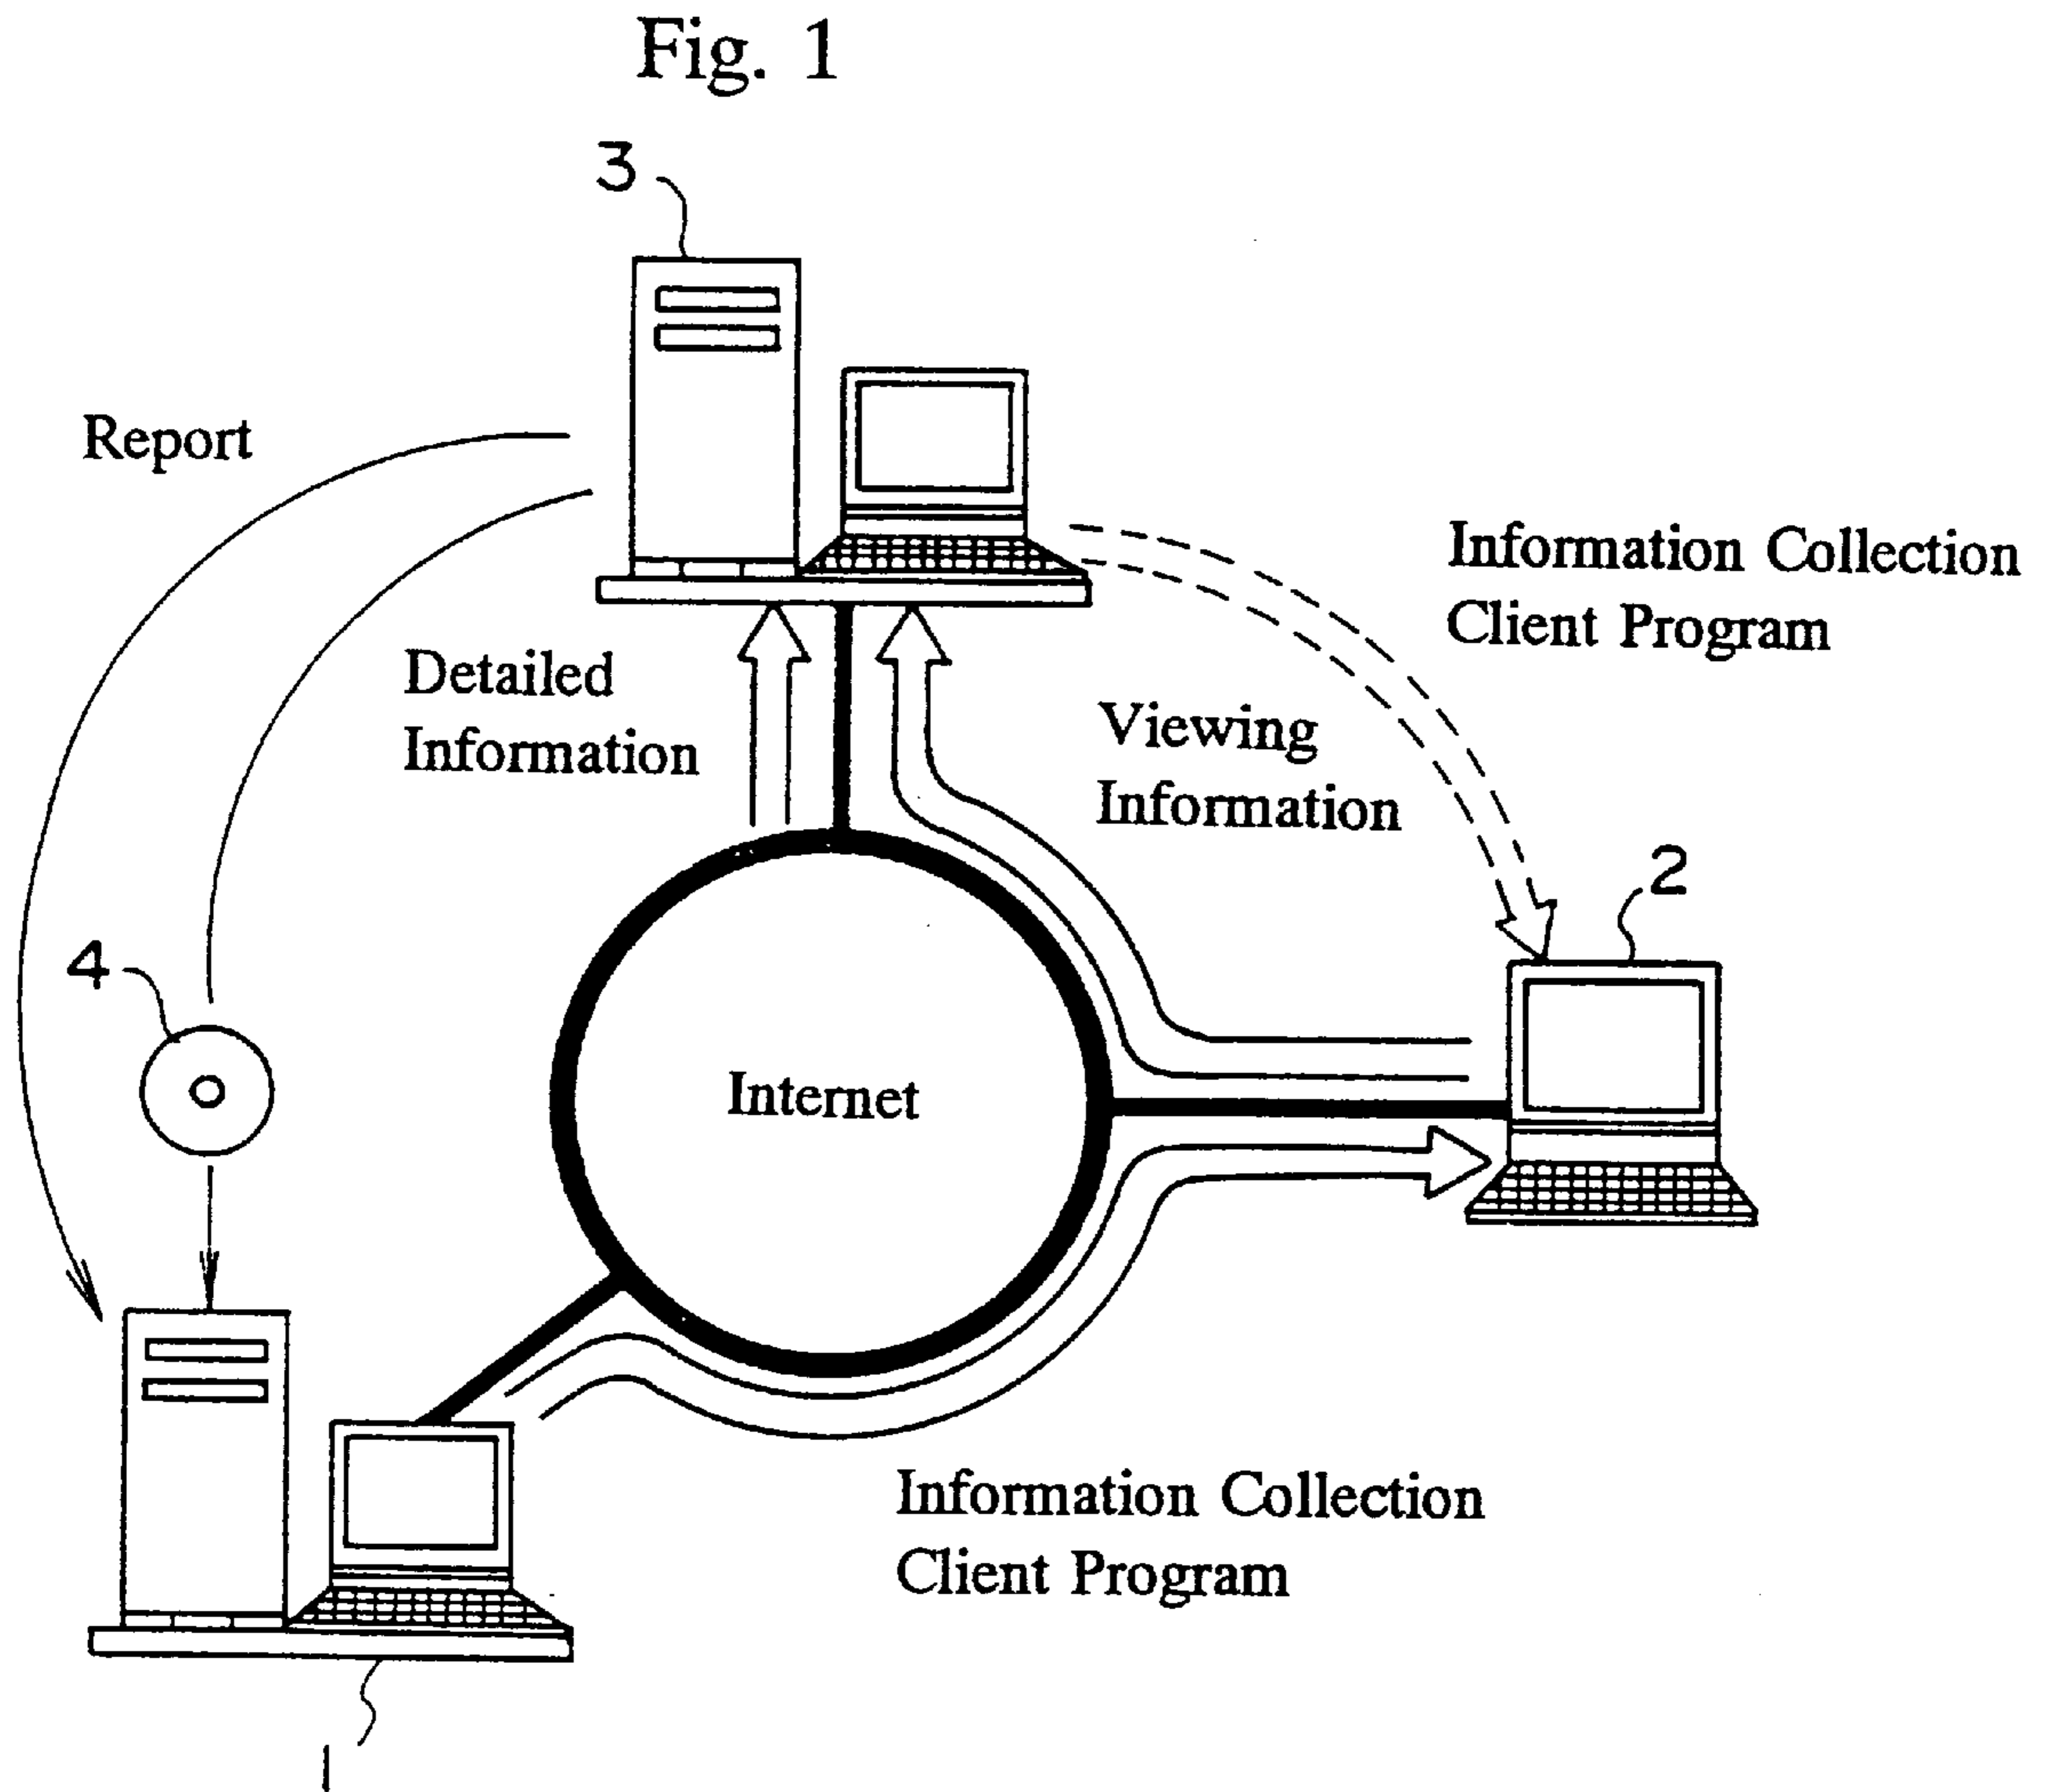 Fig. 1
3
Report
Information Collection
Client Program
Detailed
Information
Viewing
Information
2
4
Internet
Information Collection
Client Program
1